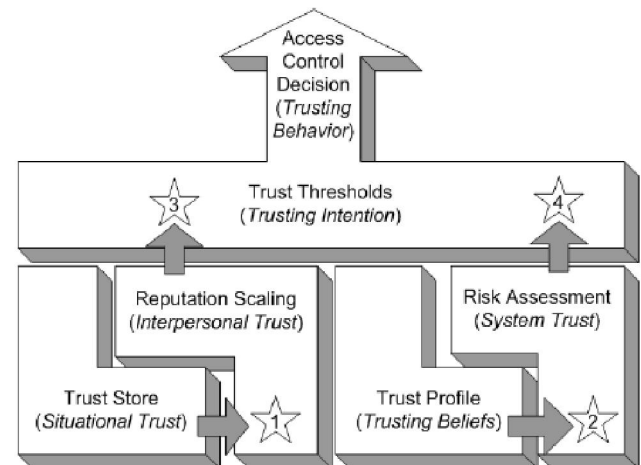 Access
Control
Decision
(Trusting
Behavior)
3
4
Trust Thresholds
(Trusting Intention)
Reputation Scaling
(Interpersonal Trust)
Risk Assessment
(System Trust)
Trust Store
(Situational Trust)
1
Trust Profile
(Trusting Beliefs)
2